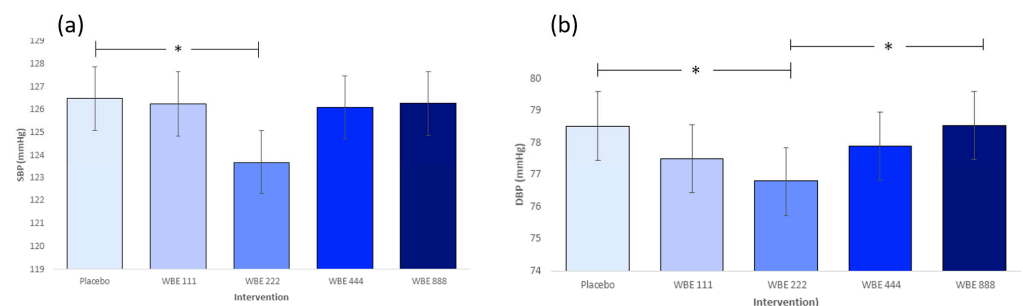 (a)
*
129
128
127
126
125
124
123
122
121
120
119
SBP (mmHg)
Placebo WBE 111 WBE 222 WBE 444 WBE 888
Intervention
(b)
*
*
80
79
78
77
76
75
74
DBP (mmHg)
Placebo WBE 111 WBE 222 WBE 444 WBE 888
Intervention)